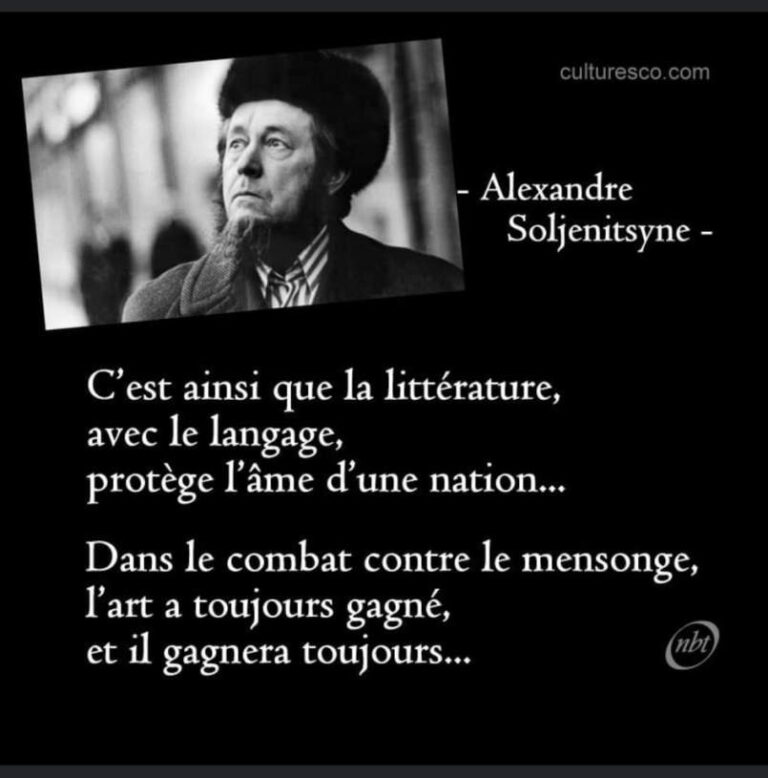 culturesco.com
- Alexandre
Soljenitsyne -
C'est ainsi que la littérature,
avec le langage,
protège l'âme d'une nation...
Dans le combat contre le mensonge,
l'art a toujours gagné,
et il gagnera toujours...
nbt